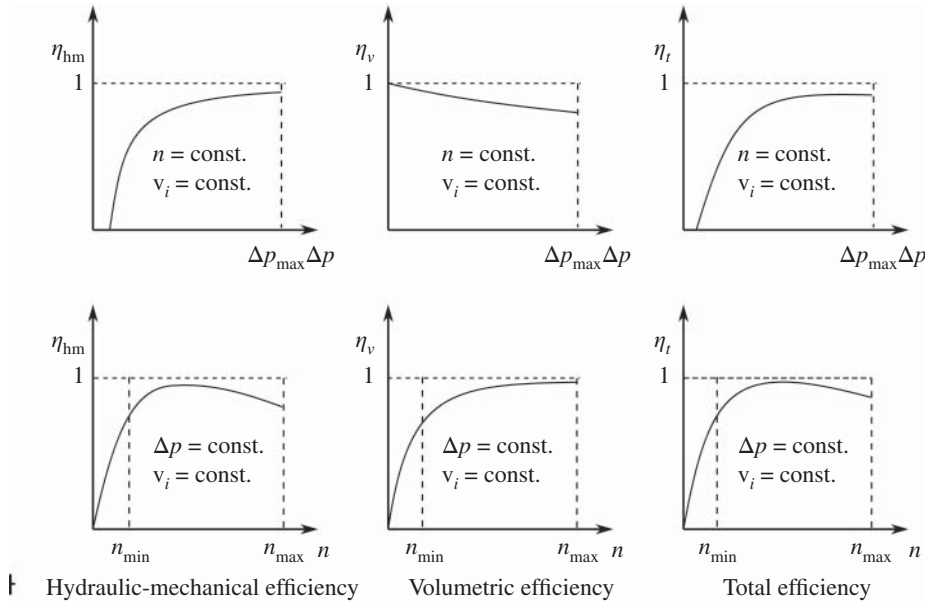 η_hm
1
n = const.
v_i = const.
Δp_max Δp
η_v
1
n = const.
v_i = const.
Δp_max Δp
η_t
1
n = const.
v_i = const.
Δp_max Δp
η_hm
1
Δp = const.
v_i = const.
n_min
n_max
n
η_v
1
Δp = const.
v_i = const.
n_min
n_max
n
η_t
1
Δp = const.
v_i = const.
n_min
n_max
n
Hydraulic-mechanical efficiency
Volumetric efficiency
Total efficiency